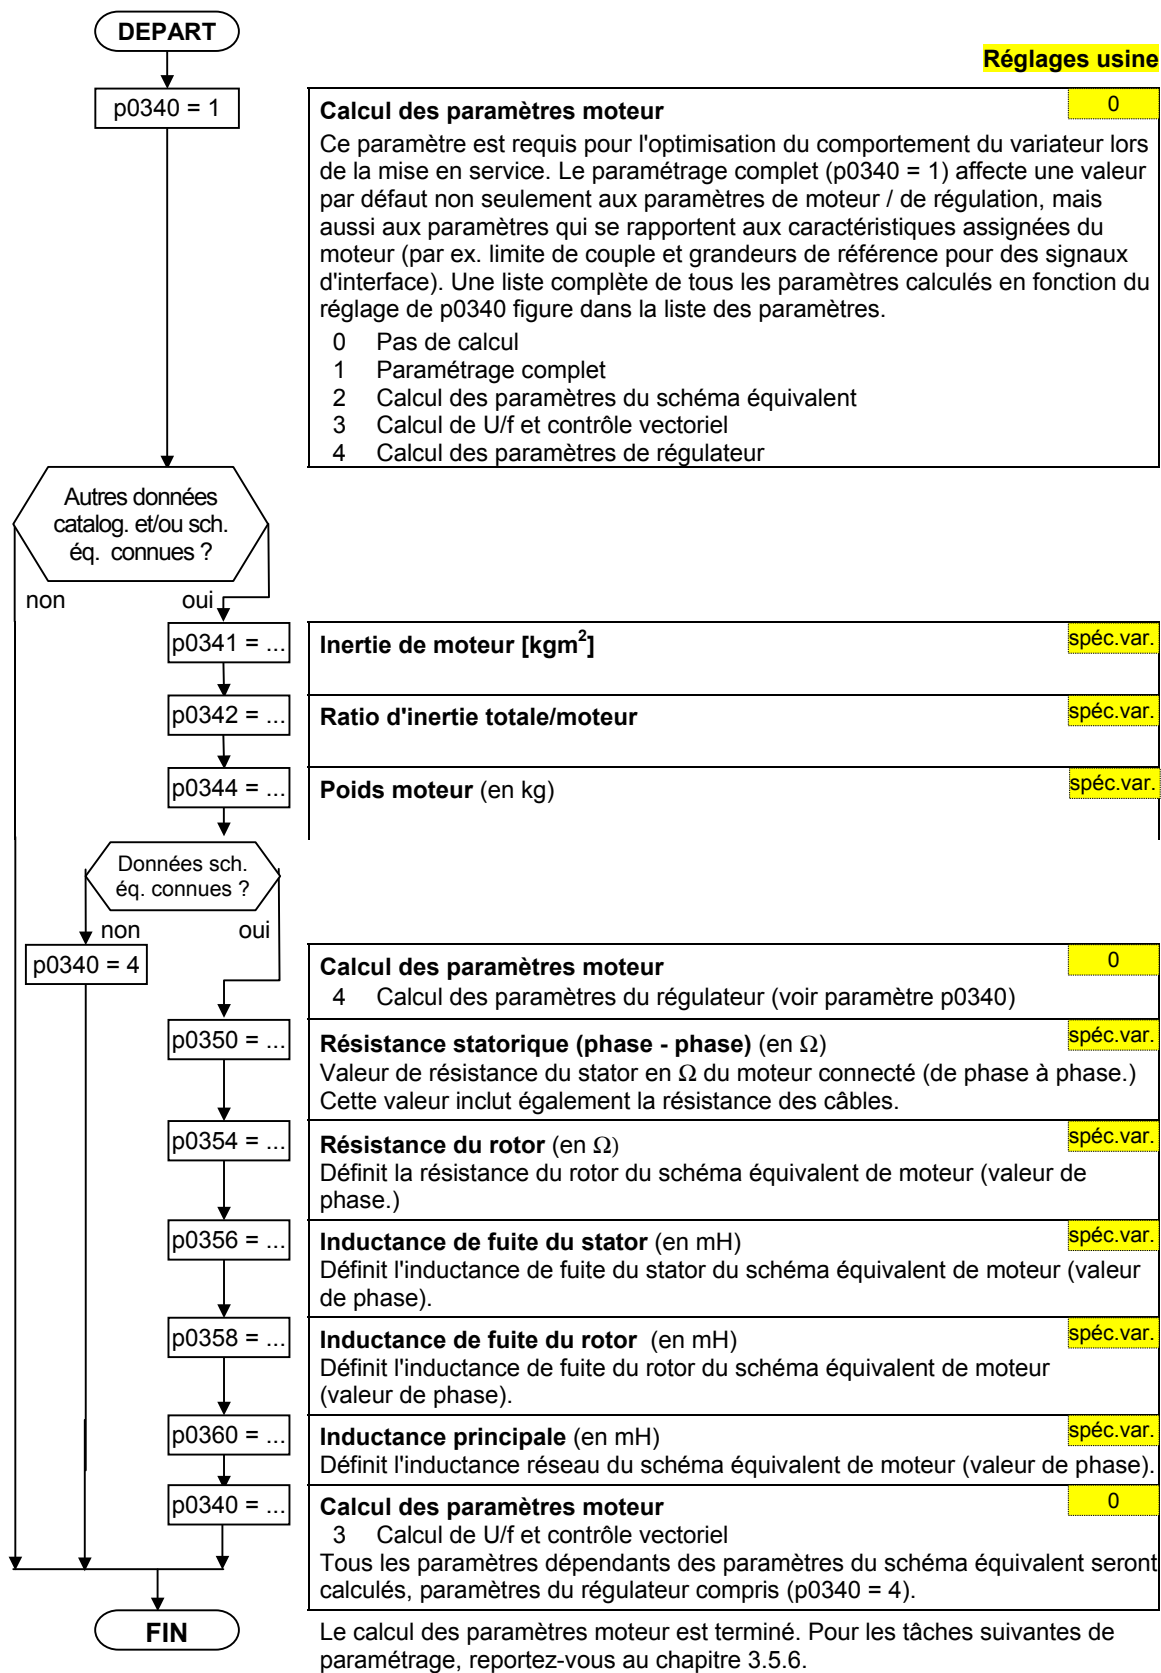 DEPART
Réglages usine
p0340 = 1
Calcul des paramètres moteur
0
Ce paramètre est requis pour l'optimisation du comportement du variateur lors
de la mise en service. Le paramétrage complet (p0340 = 1) affecte une valeur
par défaut non seulement aux paramètres de moteur / de régulation, mais
aussi aux paramètres qui se rapportent aux caractéristiques assignées du
moteur (par ex. limite de couple et grandeurs de référence pour des signaux
d'interface). Une liste complète de tous les paramètres calculés en fonction du
réglage de p0340 figure dans la liste des paramètres.
0 Pas de calcul
1 Paramétrage complet
2 Calcul des paramètres du schéma équivalent
3 Calcul de U/f et contrôle vectoriel
4 Calcul des paramètres de régulateur
Autres données
catalog. et/ou sch.
éq. connues ?
non
oui
p0341 = ...
Inertie de moteur [kgm²]
spéc.var.
p0342 = ...
Ratio d'inertie totale/moteur
spéc.var.
p0344 = ...
Poids moteur (en kg)
spéc.var.
Données sch.
éq. connues ?
non
oui
p0340 = 4
Calcul des paramètres moteur
0
4 Calcul des paramètres du régulateur (voir paramètre p0340)
p0350 = ...
Résistance statorique (phase - phase) (en Ω)
spéc.var.
Valeur de résistance du stator en Ω du moteur connecté (de phase à phase.)
Cette valeur inclut également la résistance des câbles.
p0354 = ...
Résistance du rotor (en Ω)
spéc.var.
Définit la résistance du rotor du schéma équivalent de moteur (valeur de
phase.)
p0356 = ...
Inductance de fuite du stator (en mH)
spéc.var.
Définit l'inductance de fuite du stator du schéma équivalent de moteur (valeur
de phase).
p0358 = ...
Inductance de fuite du rotor (en mH)
spéc.var.
Définit l'inductance de fuite du rotor du schéma équivalent de moteur
(valeur de phase).
p0360 = ...
Inductance principale (en mH)
spéc.var.
Définit l'inductance réseau du schéma équivalent de moteur (valeur de phase).
p0340 = ...
Calcul des paramètres moteur
0
3 Calcul de U/f et contrôle vectoriel
Tous les paramètres dépendants des paramètres du schéma équivalent seront
calculés, paramètres du régulateur compris (p0340 = 4).
FIN
Le calcul des paramètres moteur est terminé. Pour les tâches suivantes de
paramétrage, reportez-vous au chapitre 3.5.6.